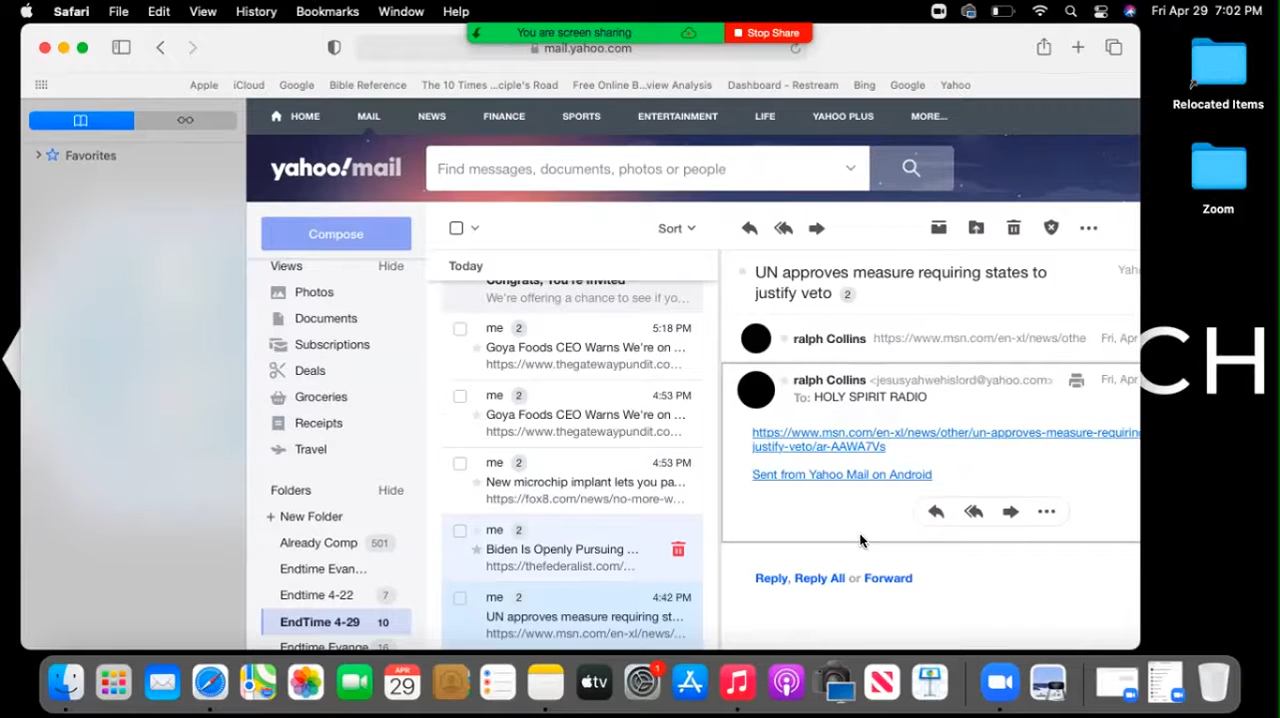 Safari File Edit View History Bookmarks Window Help Fri Apr 29 7:02 PM
You are screen sharing Stop Share
mail.yahoo.com
Apple iCloud Google Bible Reference The 10 Times ...ciple's Road Free Online B...view Analysis Dashboard - Restream Bing Google Yahoo
Relocated Items
Zoom
CH
Favorites
HOME MAIL NEWS FINANCE SPORTS ENTERTAINMENT LIFE YAHOO PLUS MORE...
yahoo!mail
Find messages, documents, photos or people
Compose
Views Hide
Photos
Documents
Subscriptions
Deals
Groceries
Receipts
Travel
Folders Hide
+ New Folder
Already Comp 501
Endtime Evan...
Endtime 4-22 7
EndTime 4-29 10
Endtime Evange 16
Sort
Today
Congrats, You're Invited
We're offering a chance to see if yo...
me 2 5:18 PM
Goya Foods CEO Warns We're on ...
https://www.thegatewaypundit.co...
me 2 4:53 PM
Goya Foods CEO Warns We're on ...
https://www.thegatewaypundit.co...
me 2 4:53 PM
New microchip implant lets you pa...
https://fox8.com/news/no-more-w...
me 2
Biden Is Openly Pursuing ...
https://thefederalist.com/...
me 2 4:42 PM
UN approves measure requiring st...
https://www.msn.com/en-xl/news/...
UN approves measure requiring states to
justify veto 2
Yah
ralph Collins https://www.msn.com/en-xl/news/othe Fri, Apr
ralph Collins <jesusyahwehislord@yahoo.com> Fri, Apr
To: HOLY SPIRIT RADIO
https://www.msn.com/en-xl/news/other/un-approves-measure-requiring
justify-veto/ar-AAWA7Vs
Sent from Yahoo Mail on Android
Reply, Reply All or Forward
APR
29
tv
1